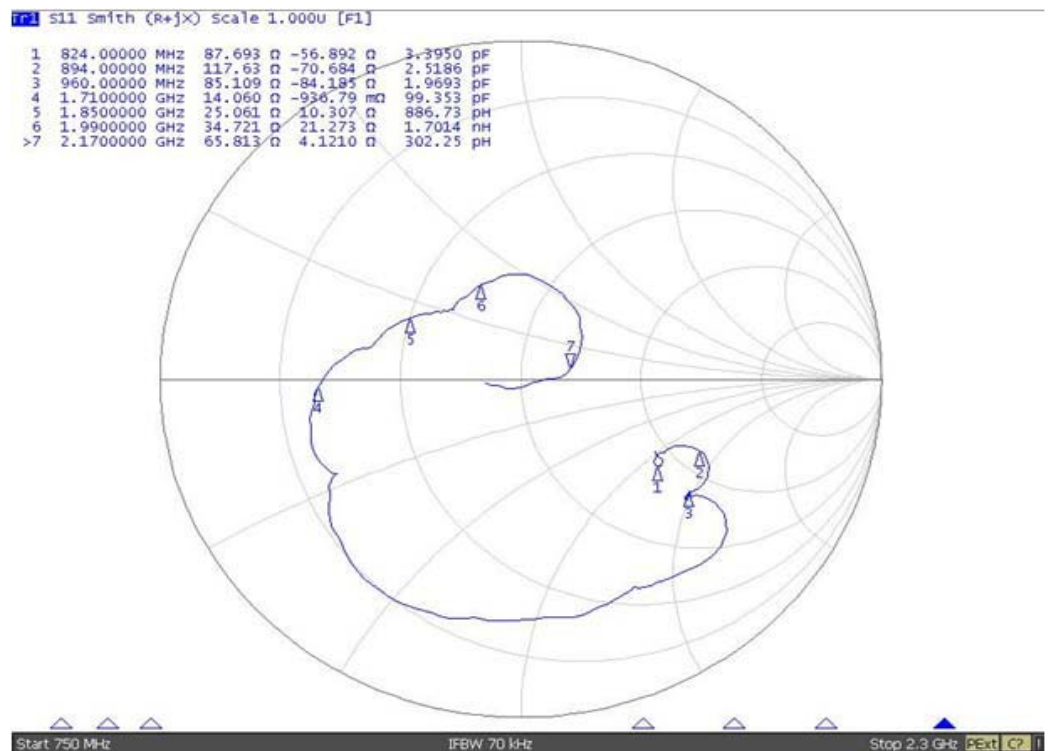 Tr1 S11 Smith (R+jX) Scale 1.000U [F1]
1 824.00000 MHz 87.693 Ω -56.892 Ω 3.3950 pF
2 894.00000 MHz 117.63 Ω -70.684 Ω 2.5186 pF
3 960.00000 MHz 85.109 Ω -84.185 Ω 1.9693 pF
4 1.7100000 GHz 14.060 Ω -936.79 mΩ 99.353 pF
5 1.8500000 GHz 25.061 Ω 10.307 Ω 886.73 pH
6 1.9900000 GHz 34.721 Ω 21.273 Ω 1.7014 nH
>7 2.1700000 GHz 65.813 Ω 4.1210 Ω 302.25 pH
6
5
7
4
1
2
3
Start 750 MHz IFBW 70 kHz Stop 2.3 GHz PExt C? !